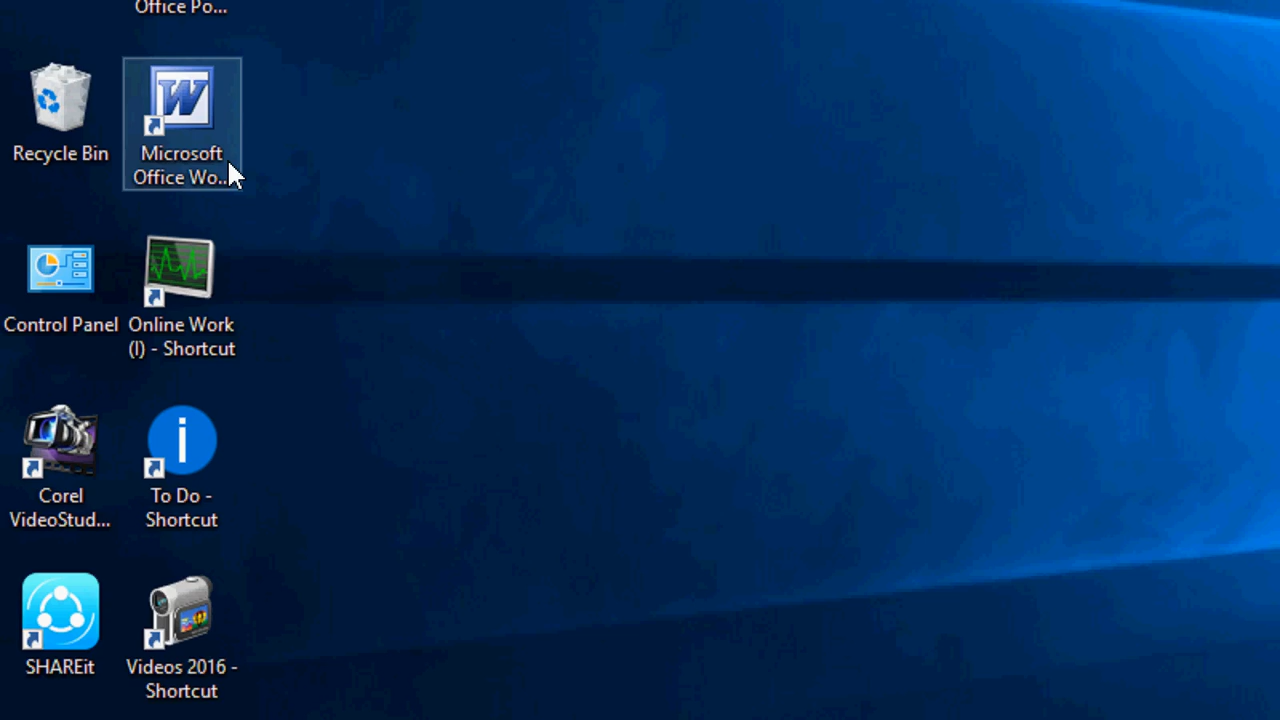 Office Po...
Recycle Bin
Microsoft
Office Wo...
Control Panel
Online Work
(I) - Shortcut
Corel
VideoStud...
To Do -
Shortcut
SHAREit
Videos 2016 -
Shortcut